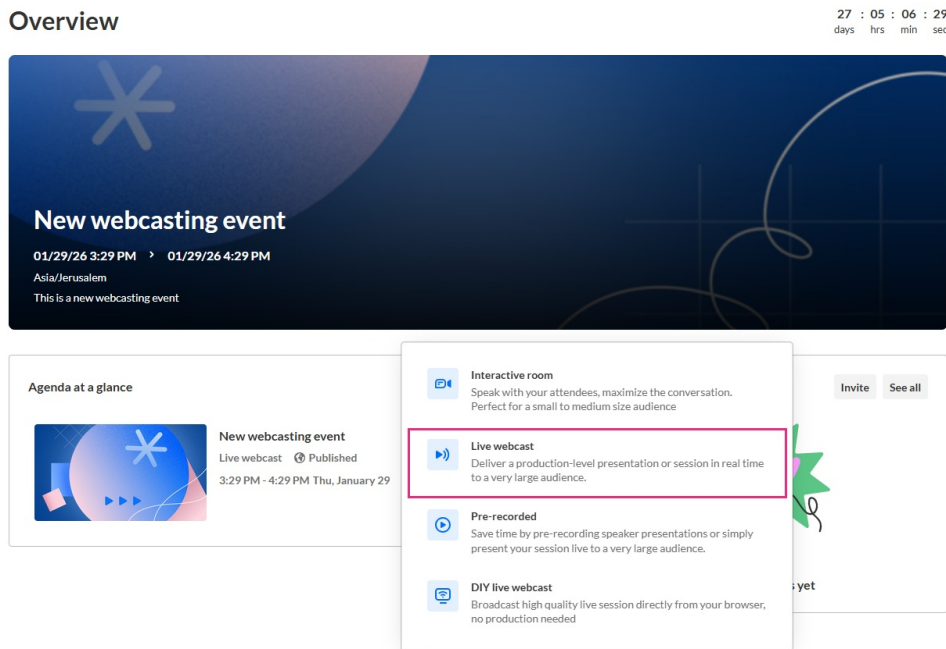 Overview
27 : 05 : 06 : 29
days hrs min sec
New webcasting event
01/29/26 3:29 PM > 01/29/26 4:29 PM
Asia/Jerusalem
This is a new webcasting event
Agenda at a glance
New webcasting event
Live webcast Published
3:29 PM - 4:29 PM Thu, January 29
Interactive room
Speak with your attendees, maximize the conversation.
Perfect for a small to medium size audience
Live webcast
Deliver a production-level presentation or session in real time
to a very large audience.
Pre-recorded
Save time by pre-recording speaker presentations or simply
present your session live to a very large audience.
DIY live webcast
Broadcast high quality live session directly from your browser,
no production needed
Invite See all
yet